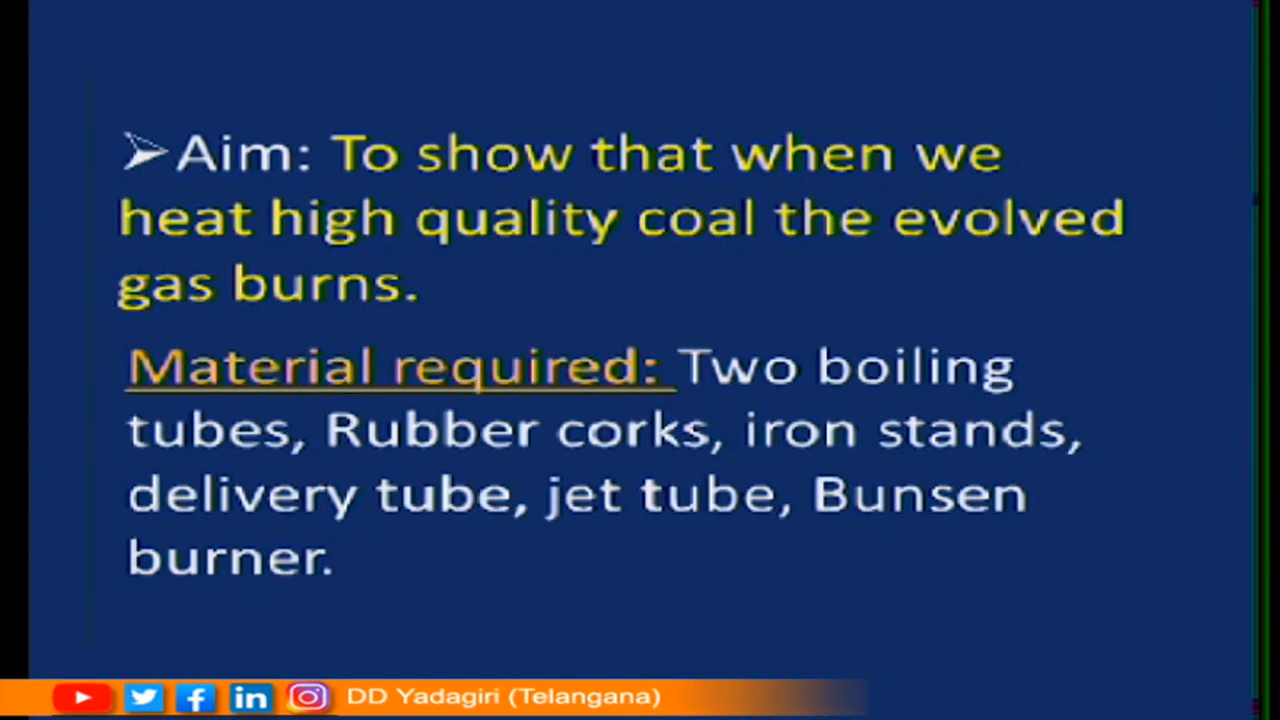 ➢Aim: To show that when we
heat high quality coal the evolved
gas burns.
Material required: Two boiling
tubes, Rubber corks, iron stands,
delivery tube, jet tube, Bunsen
burner.
DD Yadagiri (Telangana)